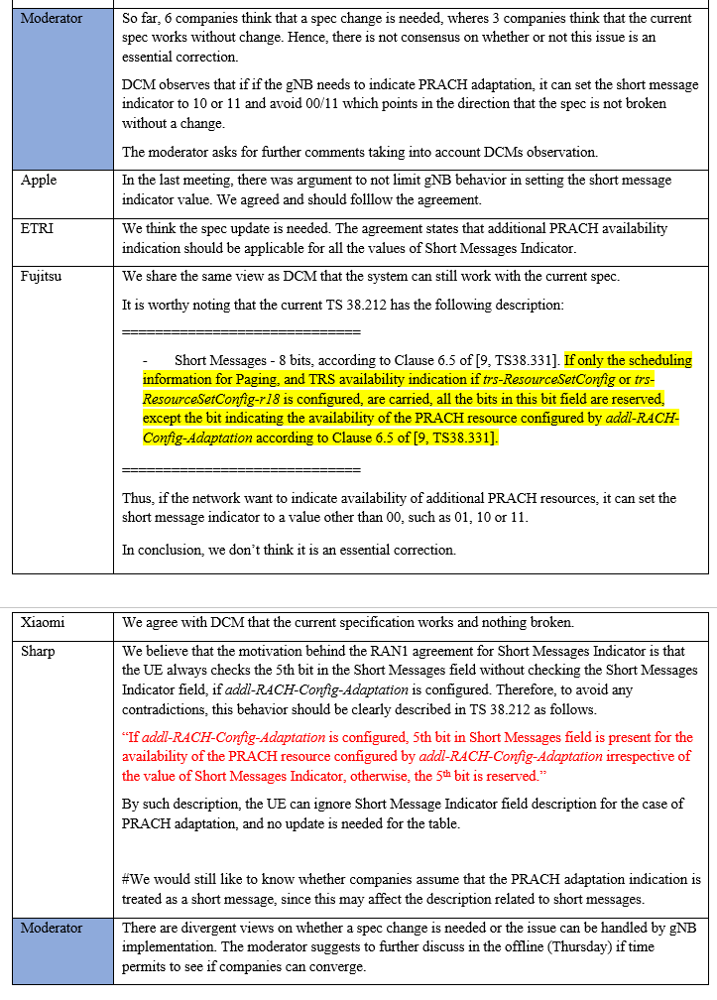 Moderator
So far, 6 companies think that a spec change is needed, wheres 3 companies think that the current
spec works without change. Hence, there is not consensus on whether or not this issue is an
essential correction.
DCM observes that if if the gNB needs to indicate PRACH adaptation, it can set the short message
indicator to 10 or 11 and avoid 00/11 which points in the direction that the spec is not broken
without a change.
The moderator asks for further comments taking into account DCMs observation.
Apple
In the last meeting, there was argument to not limit gNB behavior in setting the short message
indicator value. We agreed and should folllow the agreement.
ETRI
We think the spec update is needed. The agreement states that additional PRACH availability
indication should be applicable for all the values of Short Messages Indicator.
Fujitsu
We share the same view as DCM that the system can still work with the current spec.
It is worthy noting that the current TS 38.212 has the following description:
==============================
- Short Messages - 8 bits, according to Clause 6.5 of [9, TS38.331]. If only the scheduling
information for Paging, and TRS availability indication if trs-ResourceSetConfig or trs-
ResourceSetConfig-r18 is configured, are carried, all the bits in this bit field are reserved,
except the bit indicating the availability of the PRACH resource configured by addl-RACH-
Config-Adaptation according to Clause 6.5 of [9, TS38.331].
==============================
Thus, if the network want to indicate availability of additional PRACH resources, it can set the
short message indicator to a value other than 00, such as 01, 10 or 11.
In conclusion, we don't think it is an essential correction.
Xiaomi
We agree with DCM that the current specification works and nothing broken.
Sharp
We believe that the motivation behind the RAN1 agreement for Short Messages Indicator is that
the UE always checks the 5th bit in the Short Messages field without checking the Short Messages
Indicator field, if addl-RACH-Config-Adaptation is configured. Therefore, to avoid any
contradictions, this behavior should be clearly described in TS 38.212 as follows.
“If addl-RACH-Config-Adaptation is configured, 5th bit in Short Messages field is present for the
availability of the PRACH resource configured by addl-RACH-Config-Adaptation irrespective of
the value of Short Messages Indicator, otherwise, the 5th bit is reserved.”
By such description, the UE can ignore Short Message Indicator field description for the case of
PRACH adaptation, and no update is needed for the table.
#We would still like to know whether companies assume that the PRACH adaptation indication is
treated as a short message, since this may affect the description related to short messages.
Moderator
There are divergent views on whether a spec change is needed or the issue can be handled by gNB
implementation. The moderator suggests to further discuss in the offline (Thursday) if time
permits to see if companies can converge.